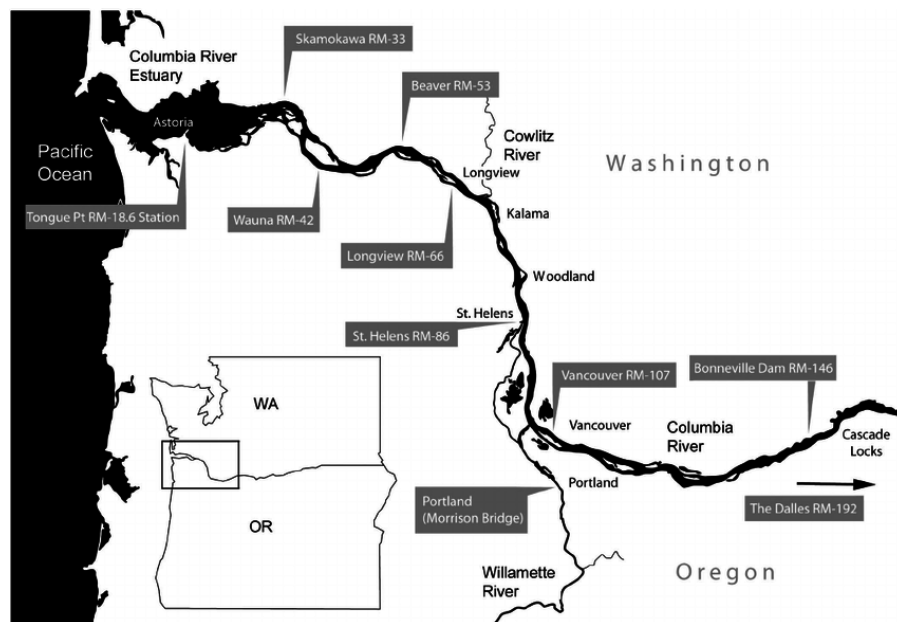 Skamokawa RM-33
Columbia River
Estuary
Beaver RM-53
Astoria
Cowlitz
River
Washington
Pacific
Ocean
Longview
Tongue Pt RM-18.6 Station
Wauna RM-42
Kalama
Longview RM-66
Woodland
St. Helens
St. Helens RM-86
Vancouver RM-107
Bonneville Dam RM-146
WA
Vancouver
Columbia
River
Cascade
Locks
Portland
Portland
(Morrison Bridge)
The Dalles RM-192
OR
Willamette
River
Oregon